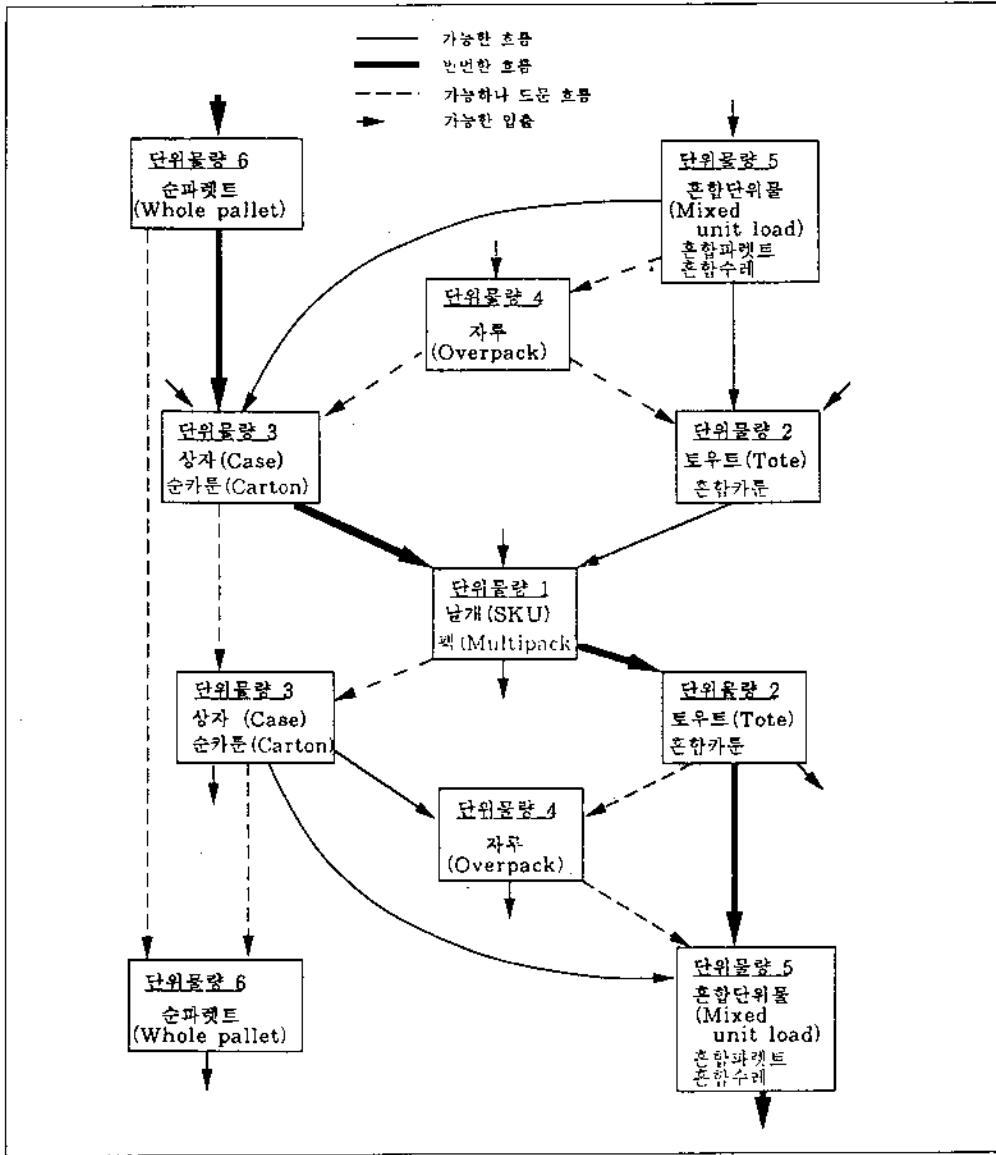 가능한 흐름
빈번한 흐름
가능하나 드문 흐름
가능한 입출
단위물량 6
순파렛트
(Whole pallet)
단위물량 5
혼합단위물
(Mixed
unit load)
혼합파렛트
혼합수레
단위물량 4
자루
(Overpack)
단위물량 3
상자(Case)
순카툰(Carton)
단위물량 2
토우트(Tote)
혼합카툰
단위물량 1
낱개(SKU)
팩(Multipack
단위물량 3
상자 (Case)
순카툰(Carton)
단위물량 2
토우트(Tote)
혼합카툰
단위물량 4
자루
(Overpack)
단위물량 6
순파렛트
(Whole pallet)
단위물량 5
혼합단위물
(Mixed
unit load)
혼합파렛트
혼합수레